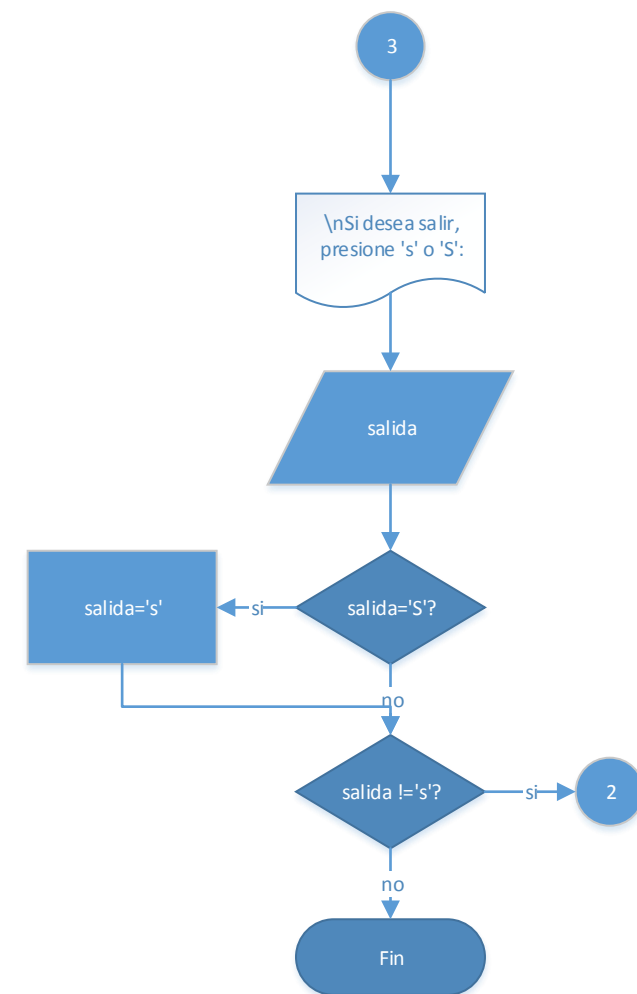 3
\nSi desea salir,
presione 's' o 'S':
salida
salida='s'
si
salida='S'?
no
salida !='s'?
si
2
no
Fin